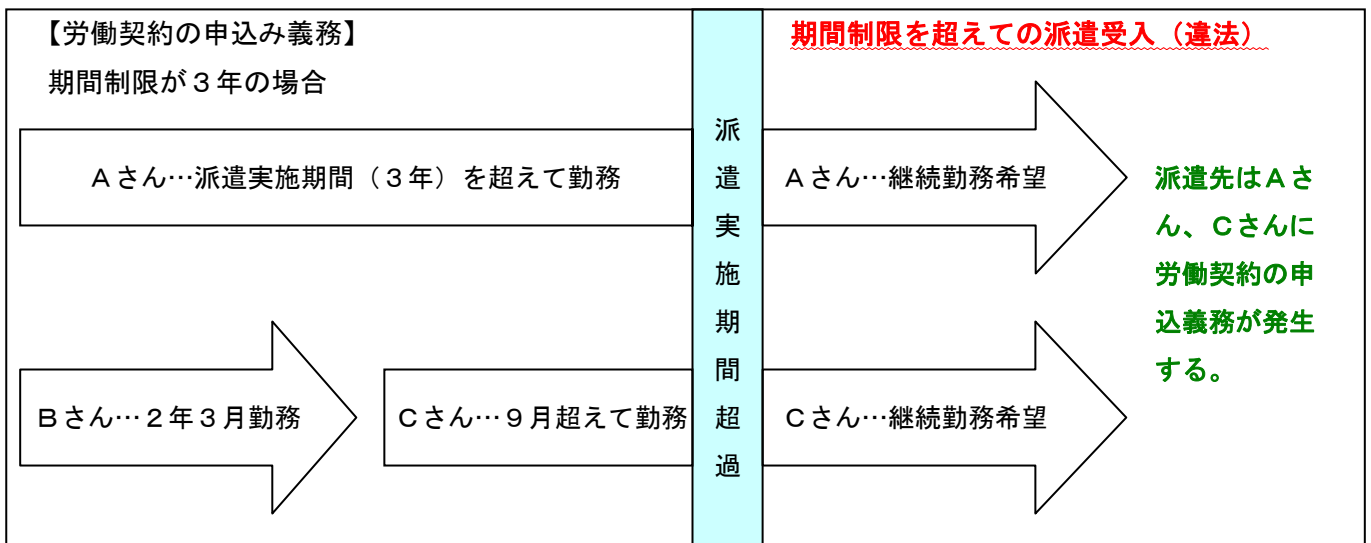 【労働契約の申込み義務】
期間制限が３年の場合
期間制限を超えての派遣受入（違法）
Ａさん…派遣実施期間（３年）を超えて勤務
派遣実施期間超過
Ａさん…継続勤務希望
派遣先はＡさ
ん、Ｃさんに
労働契約の申
込義務が発生
する。
Ｂさん…２年３月勤務
Ｃさん…９月超えて勤務
Ｃさん…継続勤務希望